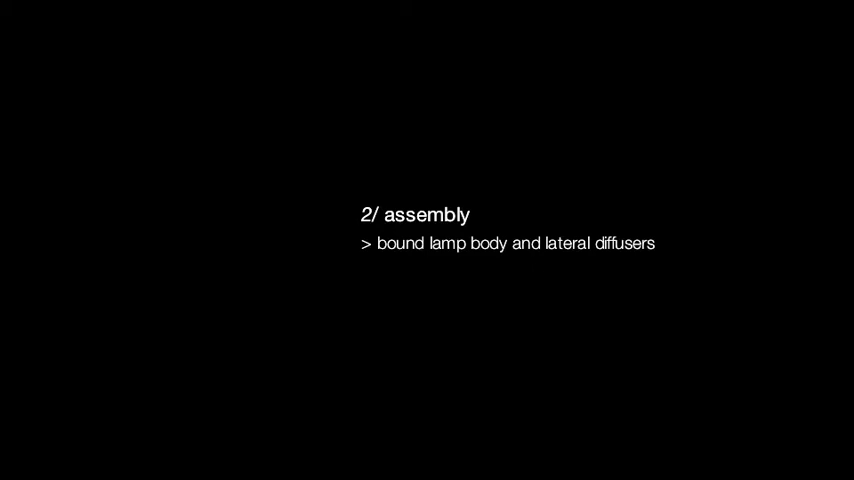 2/ assembly
> bound lamp body and lateral diffusers